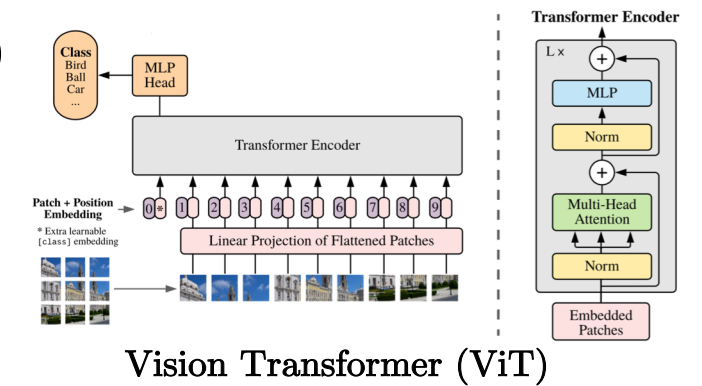 )
Class
Bird
Ball
Car
...
MLP
Head
Transformer Encoder
Patch + Position
Embedding
* Extra learnable
[class] embedding
0 * 1 2 3 4 5 6 7 8 9
Linear Projection of Flattened Patches
Transformer Encoder
L x
+
MLP
Norm
+
Multi-Head
Attention
Norm
Embedded
Patches
Vision Transformer (ViT)